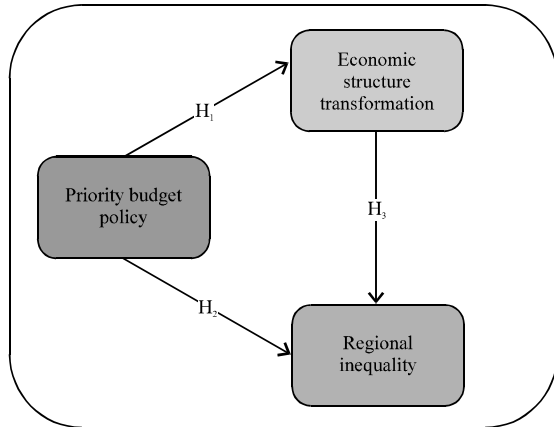 Economic
structure
transformation
H₁
Priority budget
policy
H₃
H₂
Regional
inequality